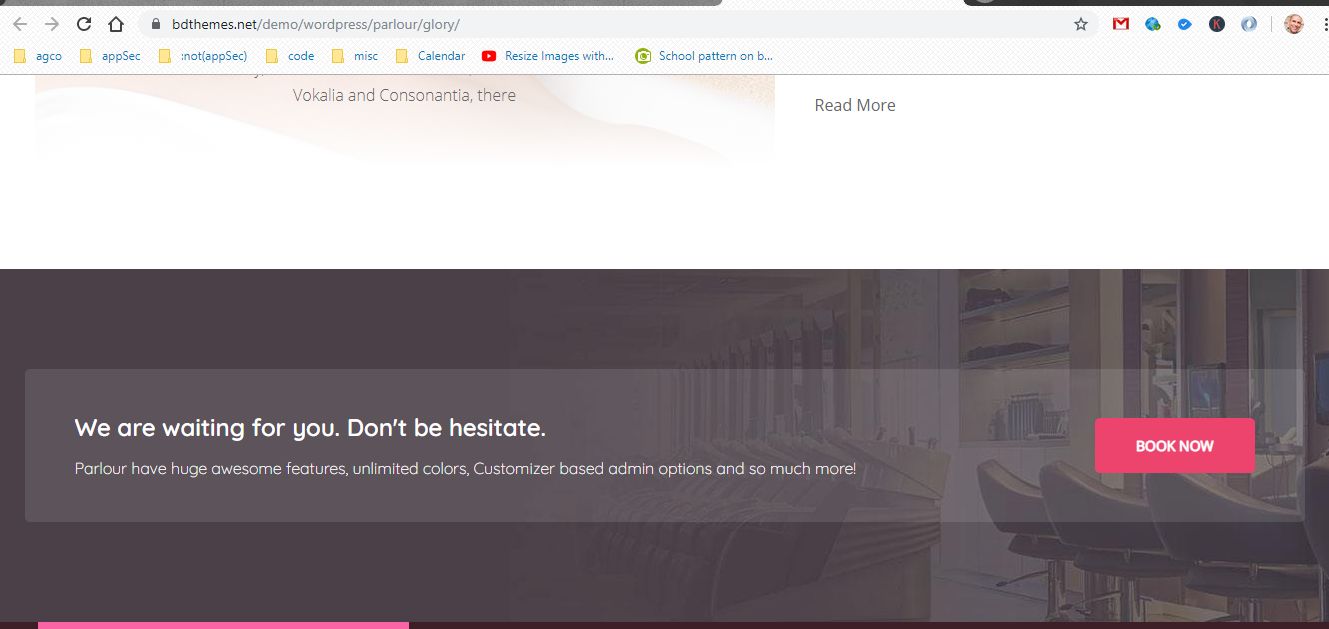 bdthemes.net/demo/wordpress/parlour/glory/
K
agco
appSec
:not(appSec)
code
misc
Calendar
Resize Images with...
School pattern on b...
Vokalia and Consonantia, there
Read More
We are waiting for you. Don't be hesitate.
Parlour have huge awesome features, unlimited colors, Customizer based admin options and so much more!
BOOK NOW